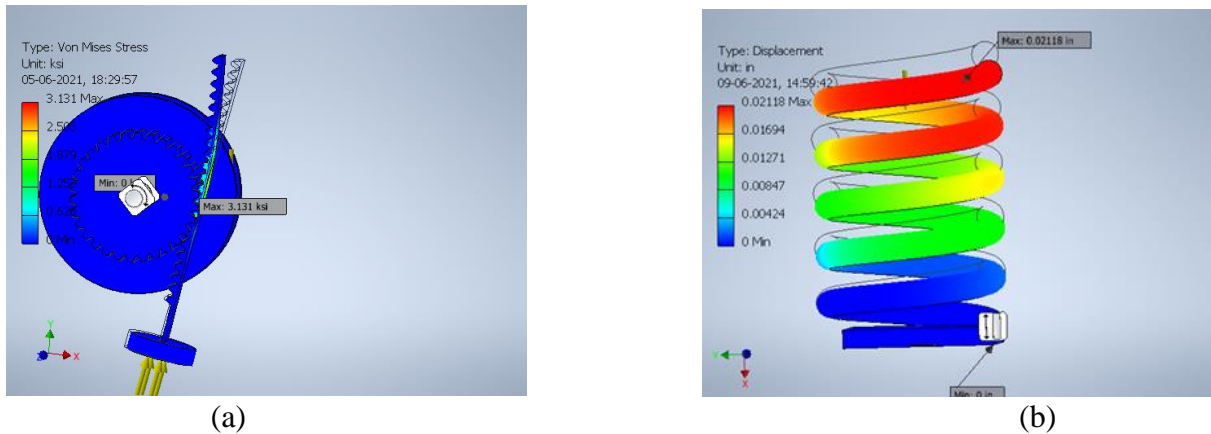 Type: Von Mises Stress
Unit: ksi
05-06-2021, 18:29:57
3.131 Max
0 Min
Min: 0
Max: 3.131 ksi
Y
X
Z
(a)
Type: Displacement
Unit: in
09-06-2021, 14:59:42
0.02118 Max
0.01694
0.01271
0.00847
0.00424
0 Min
Max: 0.02118 in
Min: 0 in
Y
X
(b)